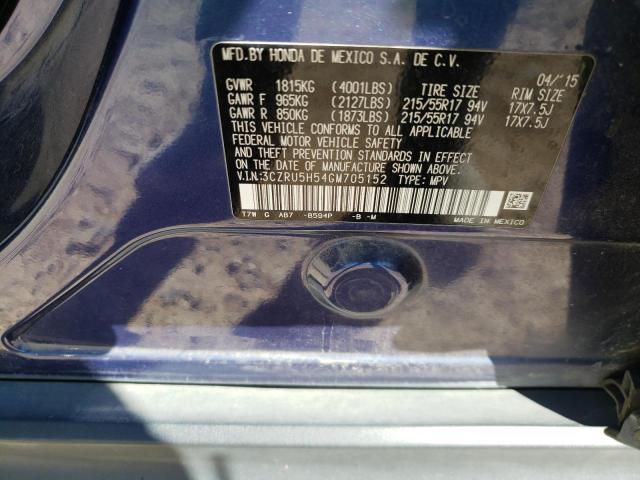 MFD.BY HONDA DE MEXICO S.A. DE C.V.
04/'15
GVWR 1815KG (4001LBS) TIRE SIZE RIM SIZE
GAWR F 965KG (2127LBS) 215/55R17 94V 17X7.5J
GAWR R 850KG (1873LBS) 215/55R17 94V 17X7.5J
THIS VEHICLE CONFORMS TO ALL APPLICABLE
FEDERAL MOTOR VEHICLE SAFETY
AND THEFT PREVENTION STANDARDS IN EFFECT ON
THE DATE OF MANUFACTURE SHOWN ABOVE.
V.I.N:3CZRU5H54GM705152 TYPE: MPV
T7W G AB7 -B594P -B -M MADE IN MEXICO